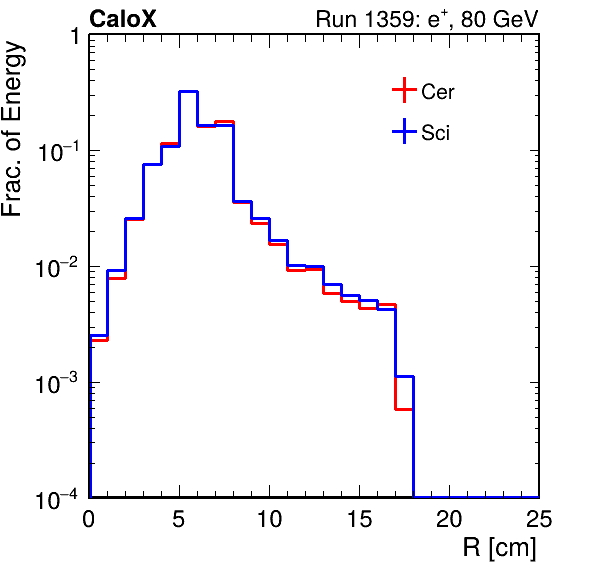 CaloX Run 1359: e⁺, 80 GeV
Frac. of Energy
1
10⁻¹
10⁻²
10⁻³
10⁻⁴
Cer
Sci
0 5 10 15 20 25
R [cm]